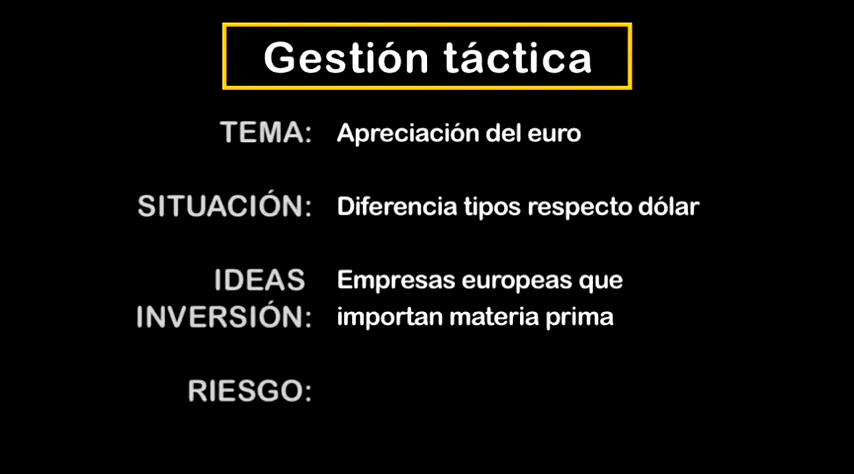 Gestión táctica
TEMA: Apreciación del euro
SITUACIÓN: Diferencia tipos respecto dólar
IDEAS Empresas europeas que
INVERSIÓN: importan materia prima
RIESGO: